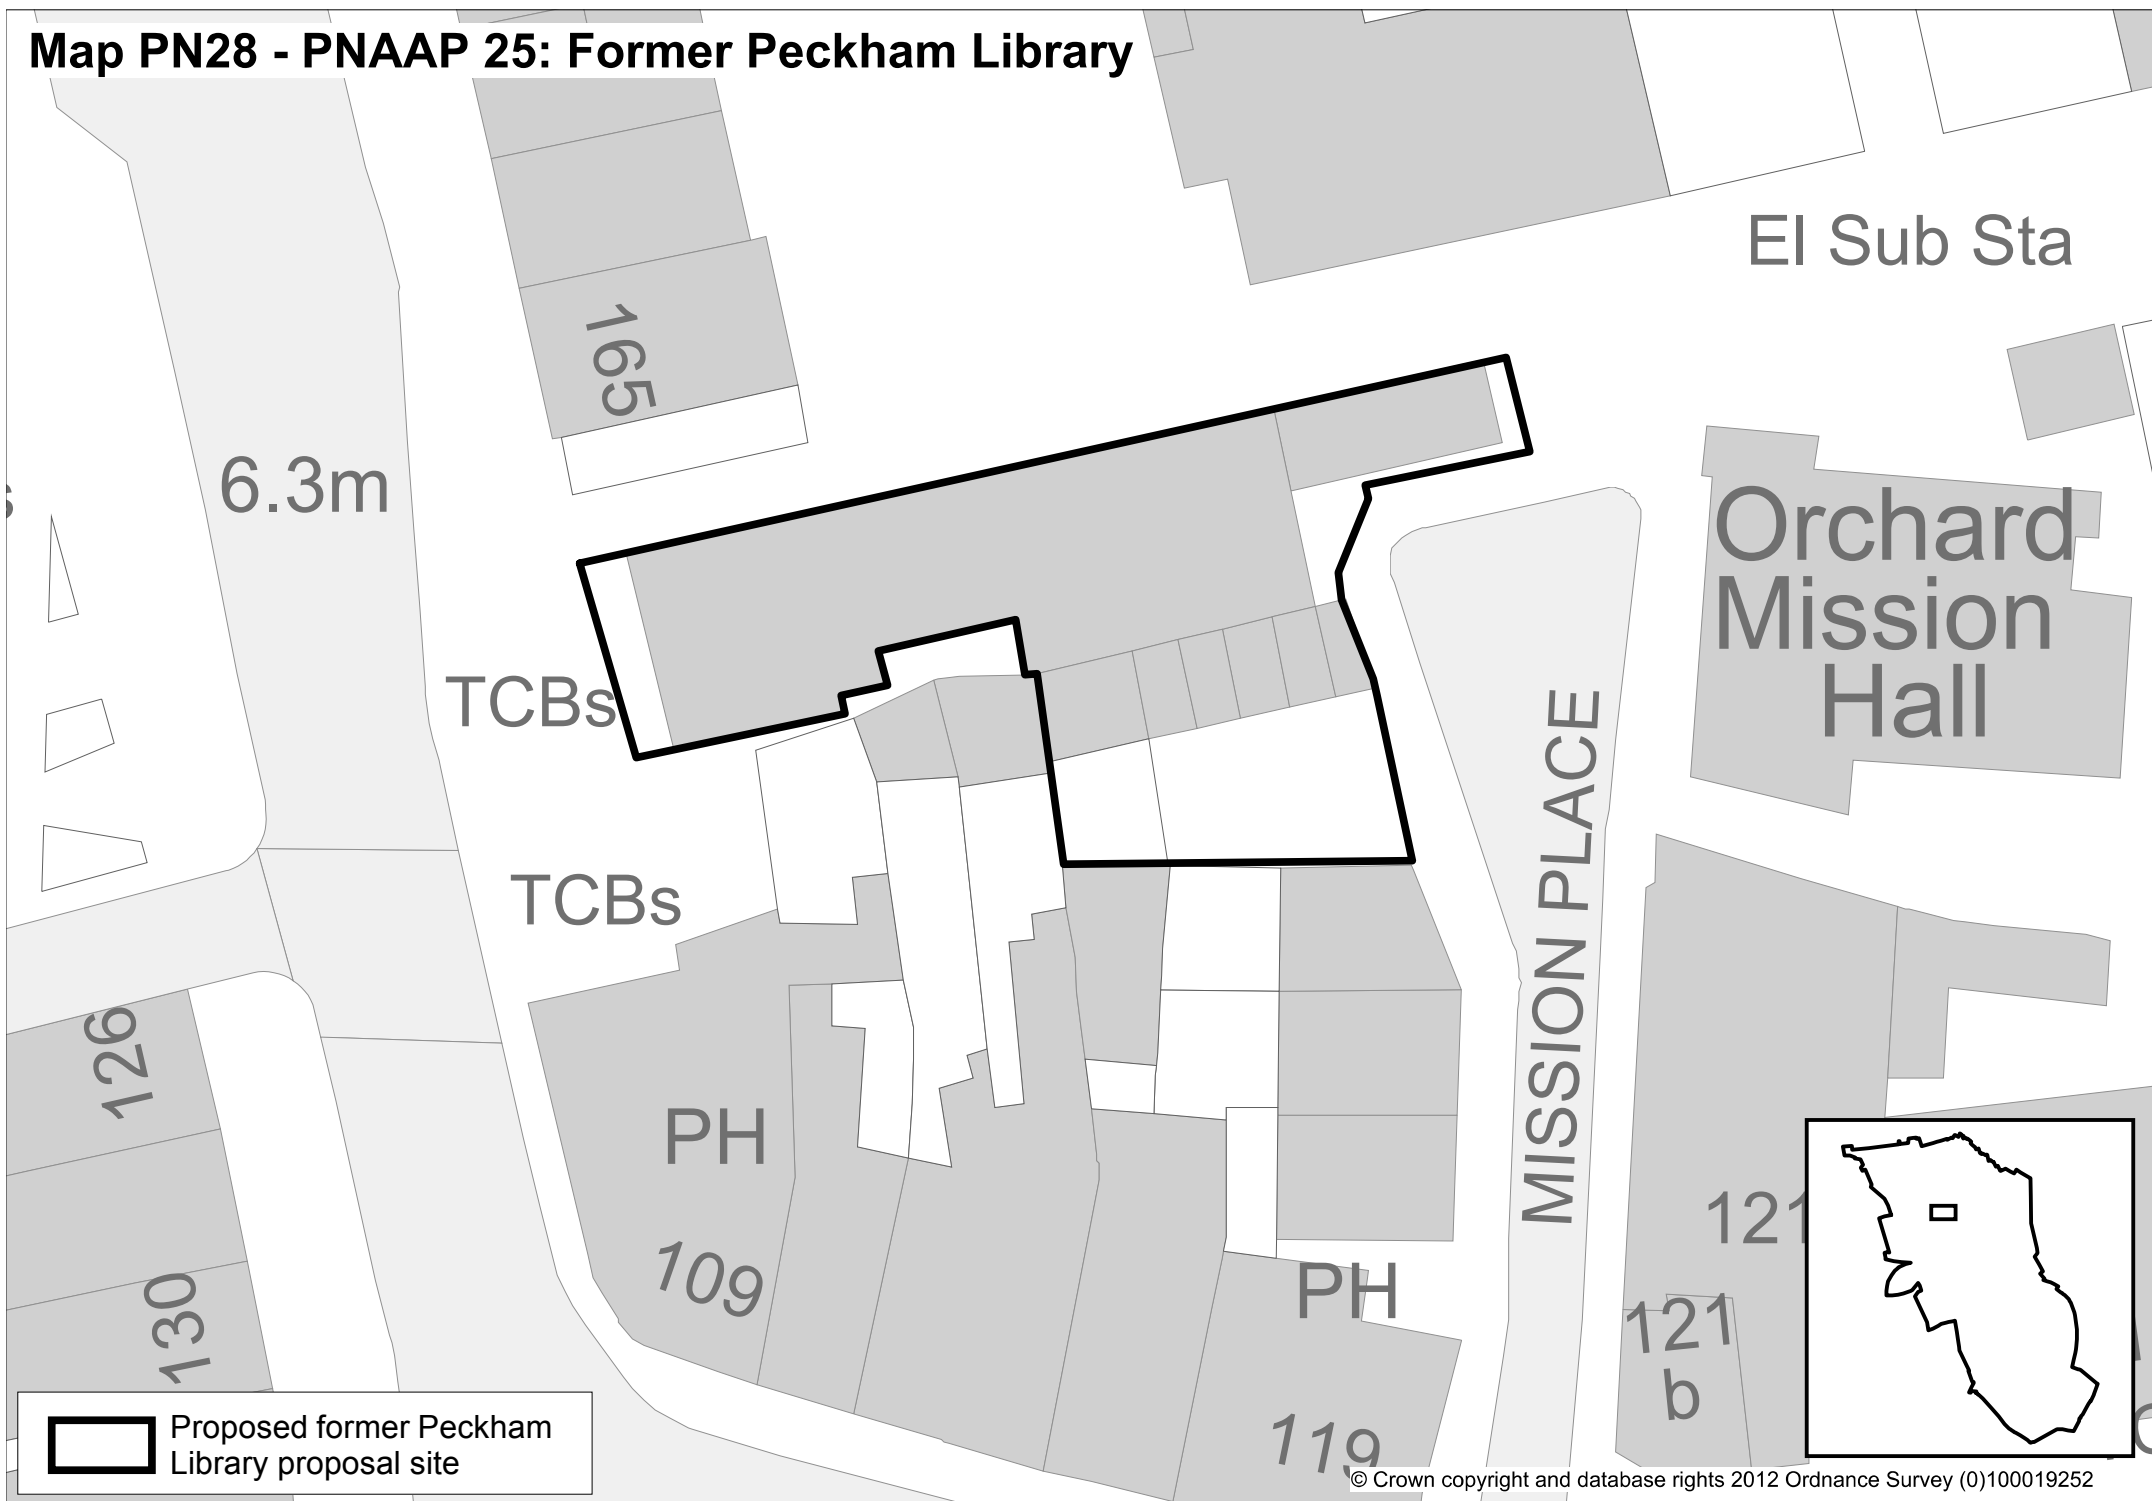 Map PN28 - PNAAP 25: Former Peckham Library
El Sub Sta
165
6.3m
Orchard
Mission
Hall
TCBs
MISSION PLACE
TCBs
126
PH
121
109
PH
130
121
b
119
Proposed former Peckham
Library proposal site
© Crown copyright and database rights 2012 Ordnance Survey (0)100019252